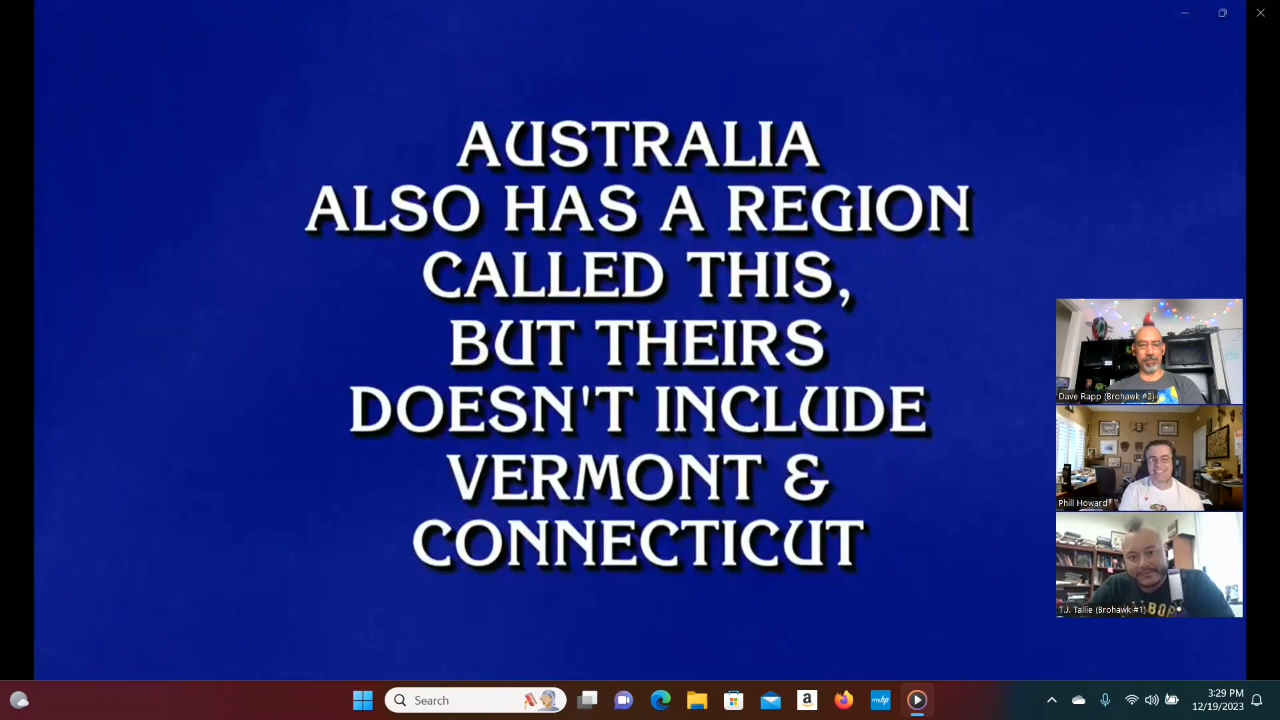 AUSTRALIA
ALSO HAS A REGION
CALLED THIS,
BUT THEIRS
DOESN'T INCLUDE
VERMONT &
CONNECTICUT
Dave Rapp (Brohawk #2)
Phill Howard
T.J. Tallie (Brohawk #1)
Search
3:29 PM
12/19/2023